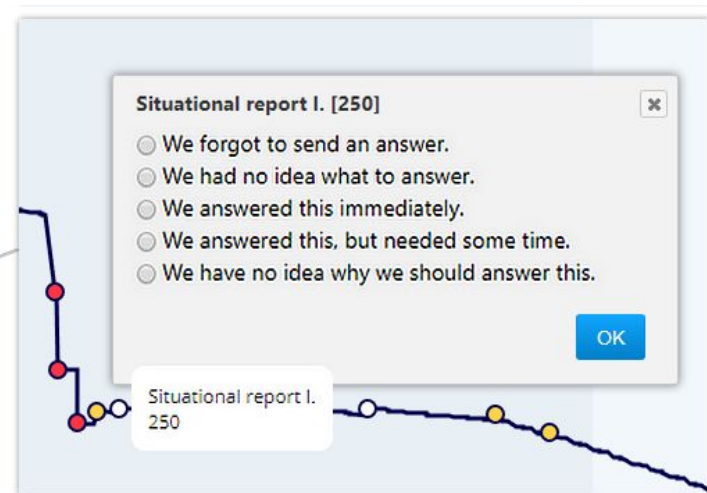 Situational report I. [250]
We forgot to send an answer.
We had no idea what to answer.
We answered this immediately.
We answered this, but needed some time.
We have no idea why we should answer this.
OK
Situational report I.
250